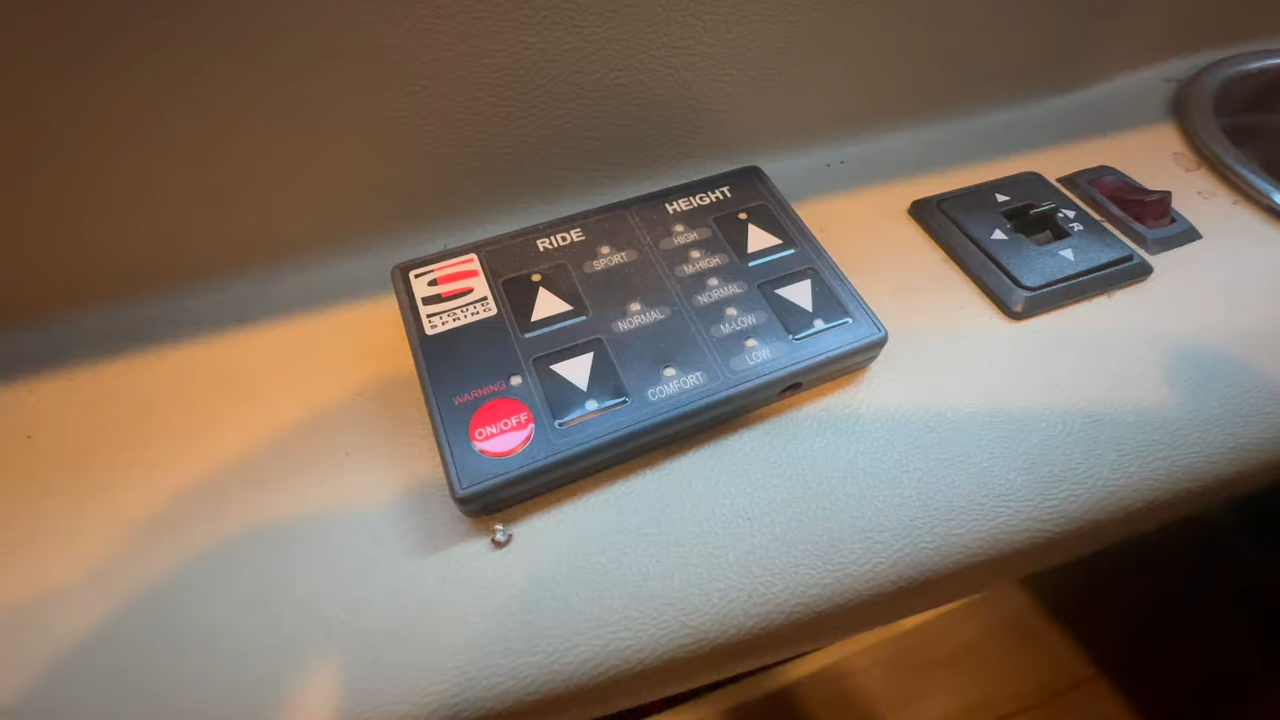 RIDE
HEIGHT
SPORT
NORMAL
COMFORT
HIGH
M-HIGH
NORMAL
M-LOW
LOW
LIQUID
SPRING
WARNING
ON/OFF
R